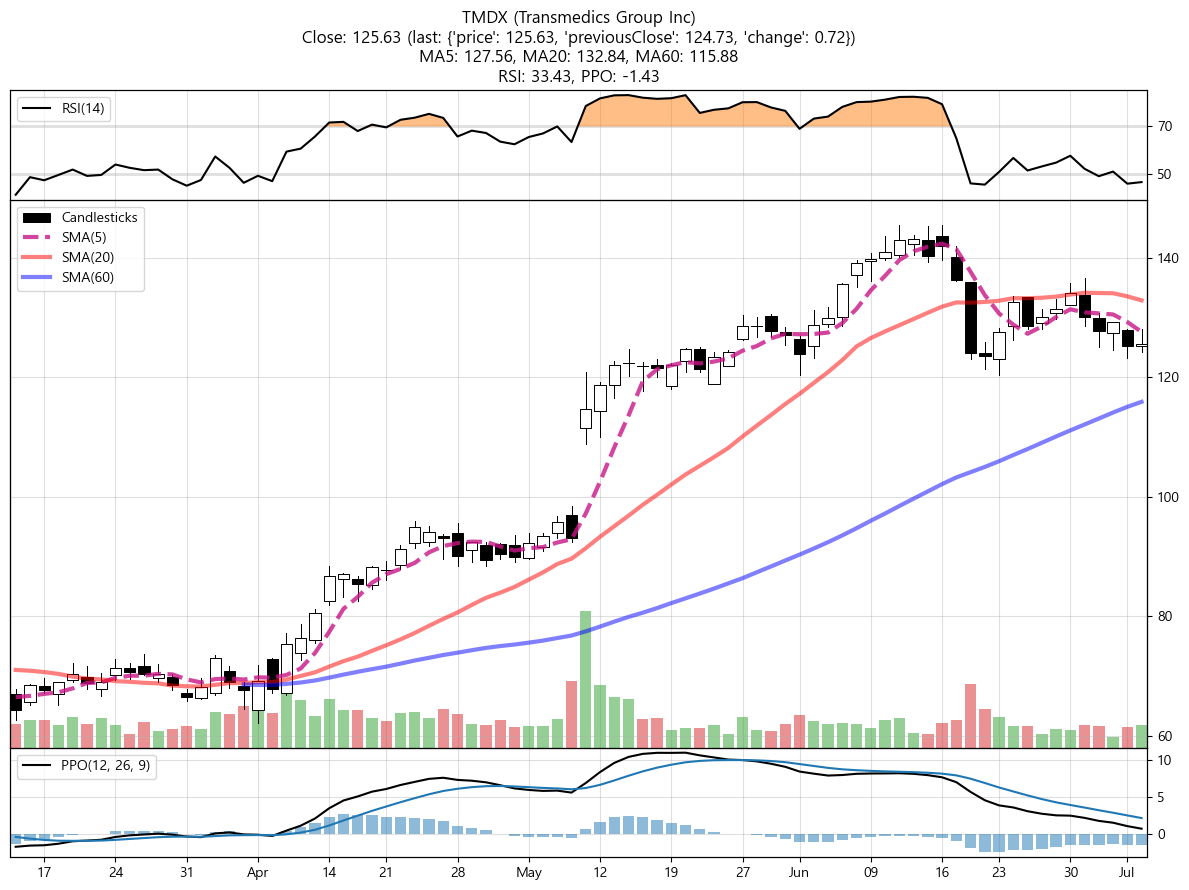 TMDX (Transmedics Group Inc)
Close: 125.63 (last: {'price': 125.63, 'previousClose': 124.73, 'change': 0.72})
MA5: 127.56, MA20: 132.84, MA60: 115.88
RSI: 33.43, PPO: -1.43
RSI(14)
70
50
Candlesticks
SMA(5)
SMA(20)
SMA(60)
140
120
100
80
60
PPO(12, 26, 9)
10
5
0
17 24 31 Apr 14 21 28 May 12 19 27 Jun 09 16 23 30 Jul